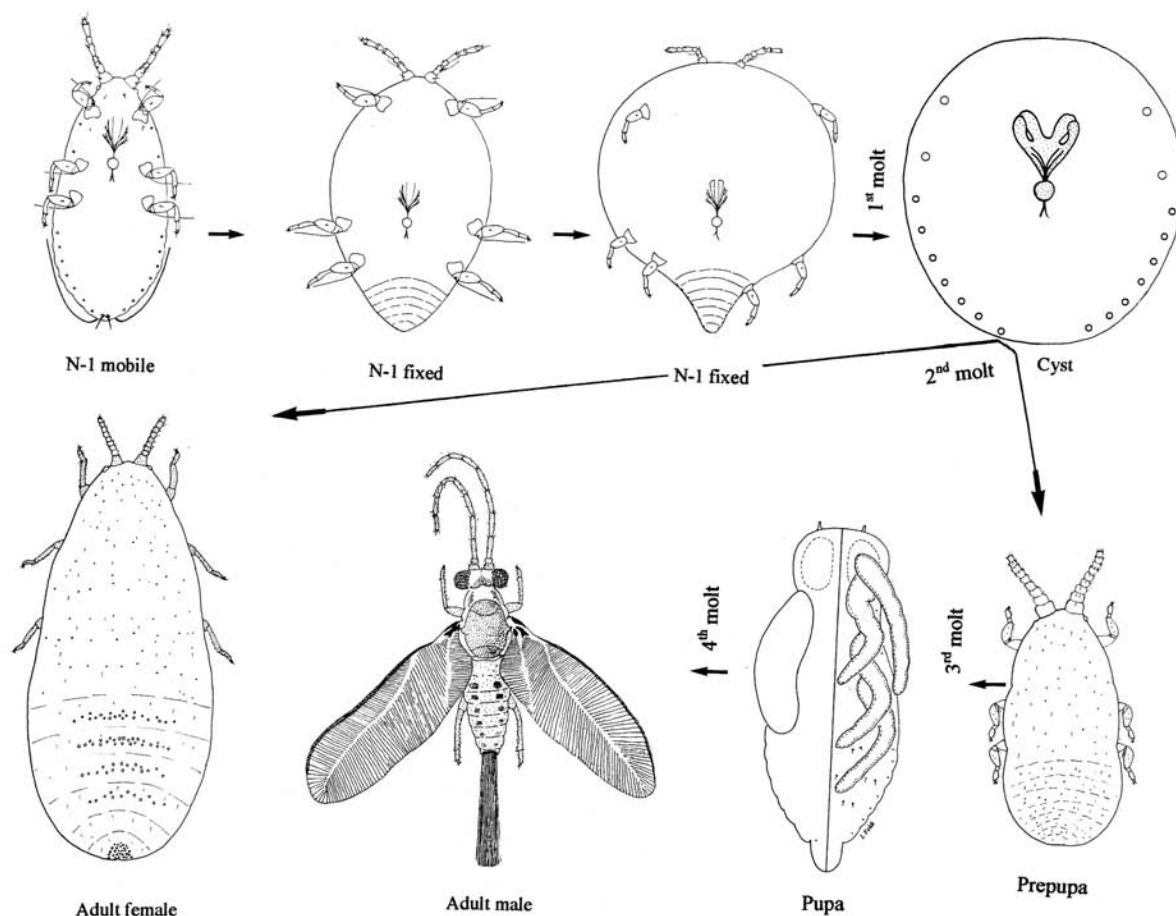 1st molt
N-1 mobile
N-1 fixed
N-1 fixed
2nd molt
Cyst
4th molt
3rd molt
Adult female
Adult male
Pupa
Prepupa